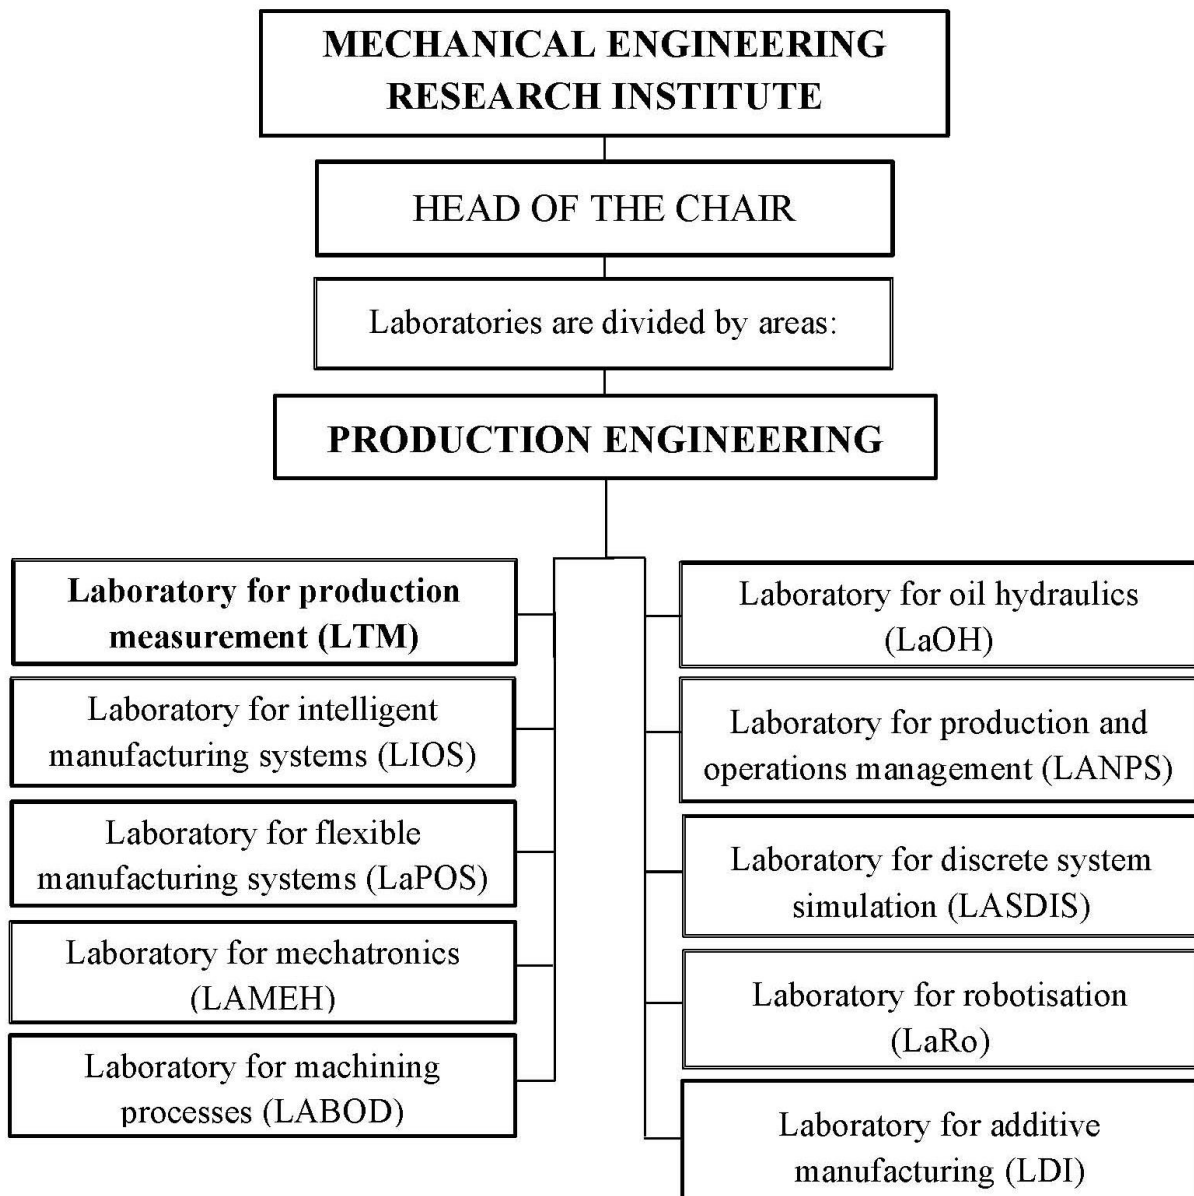 MECHANICAL ENGINEERING
RESEARCH INSTITUTE
HEAD OF THE CHAIR
Laboratories are divided by areas:
PRODUCTION ENGINEERING
Laboratory for production
measurement (LTM)
Laboratory for intelligent
manufacturing systems (LIOS)
Laboratory for flexible
manufacturing systems (LaPOS)
Laboratory for mechatronics
(LAMEH)
Laboratory for machining
processes (LABOD)
Laboratory for oil hydraulics
(LaOH)
Laboratory for production and
operations management (LANPS)
Laboratory for discrete system
simulation (LASDIS)
Laboratory for robotisation
(LaRo)
Laboratory for additive
manufacturing (LDI)